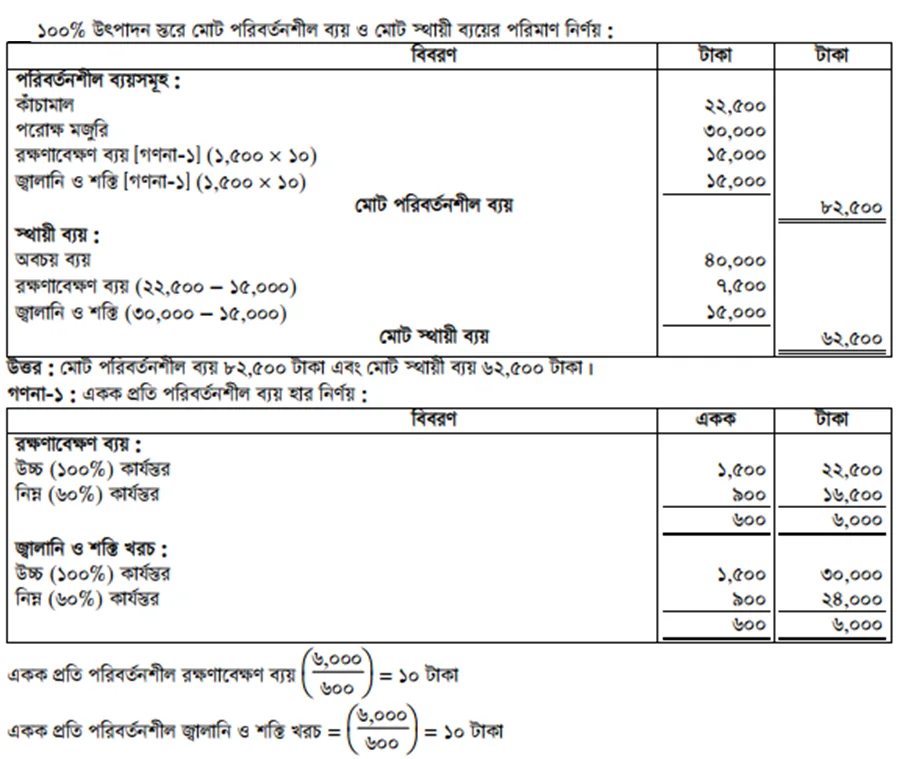 ১০০% উৎপাদন স্তরে মোট পরিবর্তনশীল ব্যয় ও মোট স্থায়ী ব্যয়ের পরিমাণ নির্ণয় :
বিবরণ টাকা টাকা
পরিবর্তনশীল ব্যয়সমূহ :
কাঁচামাল ২২,৫০০
পরোক্ষ মজুরি ৩০,০০০
রক্ষণাবেক্ষণ ব্যয় [গণনা-১] (১,৫০০ × ১০) ১৫,০০০
জ্বালানি ও শক্তি [গণনা-১] (১,৫০০ × ১০) ১৫,০০০
মোট পরিবর্তনশীল ব্যয় ৮২,৫০০
স্থায়ী ব্যয় :
অবচয় ব্যয় ৪০,০০০
রক্ষণাবেক্ষণ ব্যয় (২২,৫০০ – ১৫,০০০) ৭,৫০০
জ্বালানি ও শক্তি (৩০,০০০ – ১৫,০০০) ১৫,০০০
মোট স্থায়ী ব্যয় ৬২,৫০০
উত্তর : মোট পরিবর্তনশীল ব্যয় ৮২,৫০০ টাকা এবং মোট স্থায়ী ব্যয় ৬২,৫০০ টাকা।
গণনা-১ : একক প্রতি পরিবর্তনশীল ব্যয় হার নির্ণয় :
বিবরণ একক টাকা
রক্ষণাবেক্ষণ ব্যয় :
উচ্চ (১০০%) কার্যস্তর ১,৫০০ ২২,৫০০
নিম্ন (৬০%) কার্যস্তর ৯০০ ১৬,৫০০
৬০০ ৬,০০০
জ্বালানি ও শক্তি খরচ :
উচ্চ (১০০%) কার্যস্তর ১,৫০০ ৩০,০০০
নিম্ন (৬০%) কার্যস্তর ৯০০ ২৪,০০০
৬০০ ৬,০০০
একক প্রতি পরিবর্তনশীল রক্ষণাবেক্ষণ ব্যয় (৬,০০০/৬০০) = ১০ টাকা
একক প্রতি পরিবর্তনশীল জ্বালানি ও শক্তি খরচ = (৬,০০০/৬০০) = ১০ টাকা